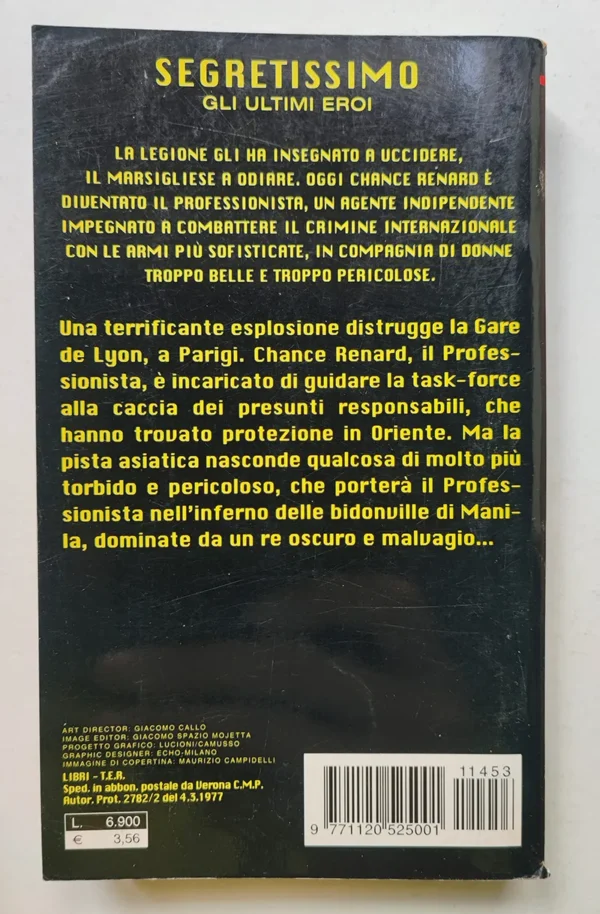 SEGRETISSIMO
GLI ULTIMI EROI
LA LEGIONE GLI HA INSEGNATO A UCCIDERE,
IL MARSIGLIESE A ODIARE. OGGI CHANCE RENARD È
DIVENTATO IL PROFESSIONISTA, UN AGENTE INDIPENDENTE
IMPEGNATO A COMBATTERE IL CRIMINE INTERNAZIONALE
CON LE ARMI PIÙ SOFISTICATE, IN COMPAGNIA DI DONNE
TROPPO BELLE E TROPPO PERICOLOSE.
Una terrificante esplosione distrugge la Gare
de Lyon, a Parigi. Chance Renard, il Profes-
sionista, è incaricato di guidare la task-force
alla caccia dei presunti responsabili, che
hanno trovato protezione in Oriente. Ma la
pista asiatica nasconde qualcosa di molto più
torbido e pericoloso, che porterà il Profes-
sionista nell'inferno delle bidonville di Mani-
la, dominate da un re oscuro e malvagio...
ART DIRECTOR: GIACOMO CALLO
IMAGE EDITOR: GIACOMO SPAZIO MOJETTA
PROGETTO GRAFICO: LUCIONI/CAMUSSO
GRAPHIC DESIGNER: ECHO-MILANO
IMMAGINE DI COPERTINA: MAURIZIO CAMPIDELLI
LIBRI - T.E.R.
Sped. in abbon. postale da Verona C.M.P.
Autor. Prot. 2782/2 del 4.3.1977
L. 6.900
€ 3,56
11453
9 771120 525001